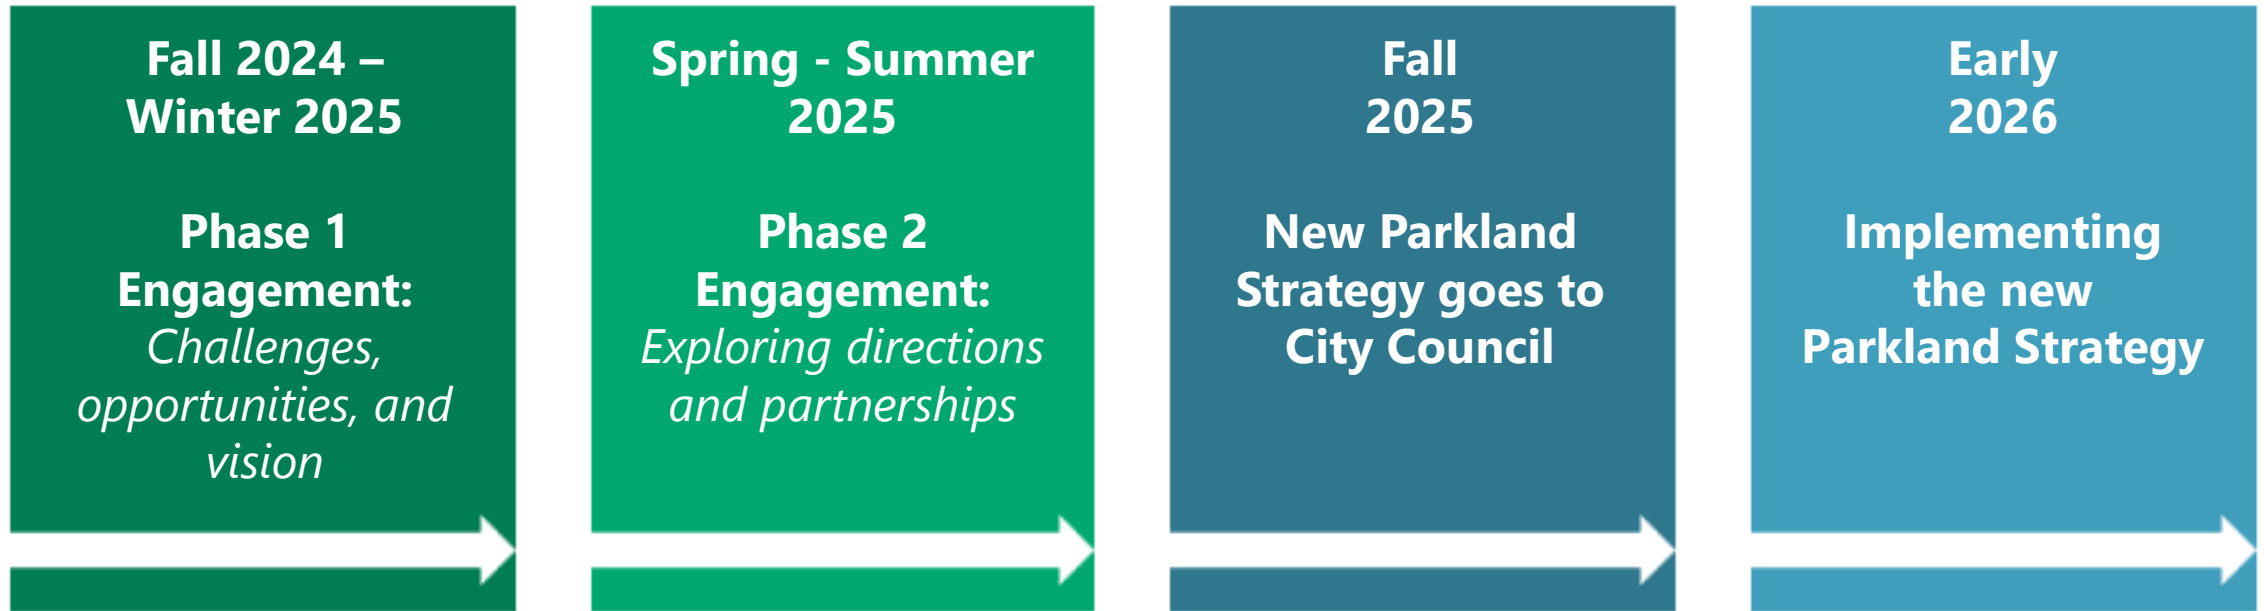 Fall 2024 –
Winter 2025
Phase 1
Engagement:
Challenges,
opportunities, and
vision
Spring - Summer
2025
Phase 2
Engagement:
Exploring directions
and partnerships
Fall
2025
New Parkland
Strategy goes to
City Council
Early
2026
Implementing
the new
Parkland Strategy